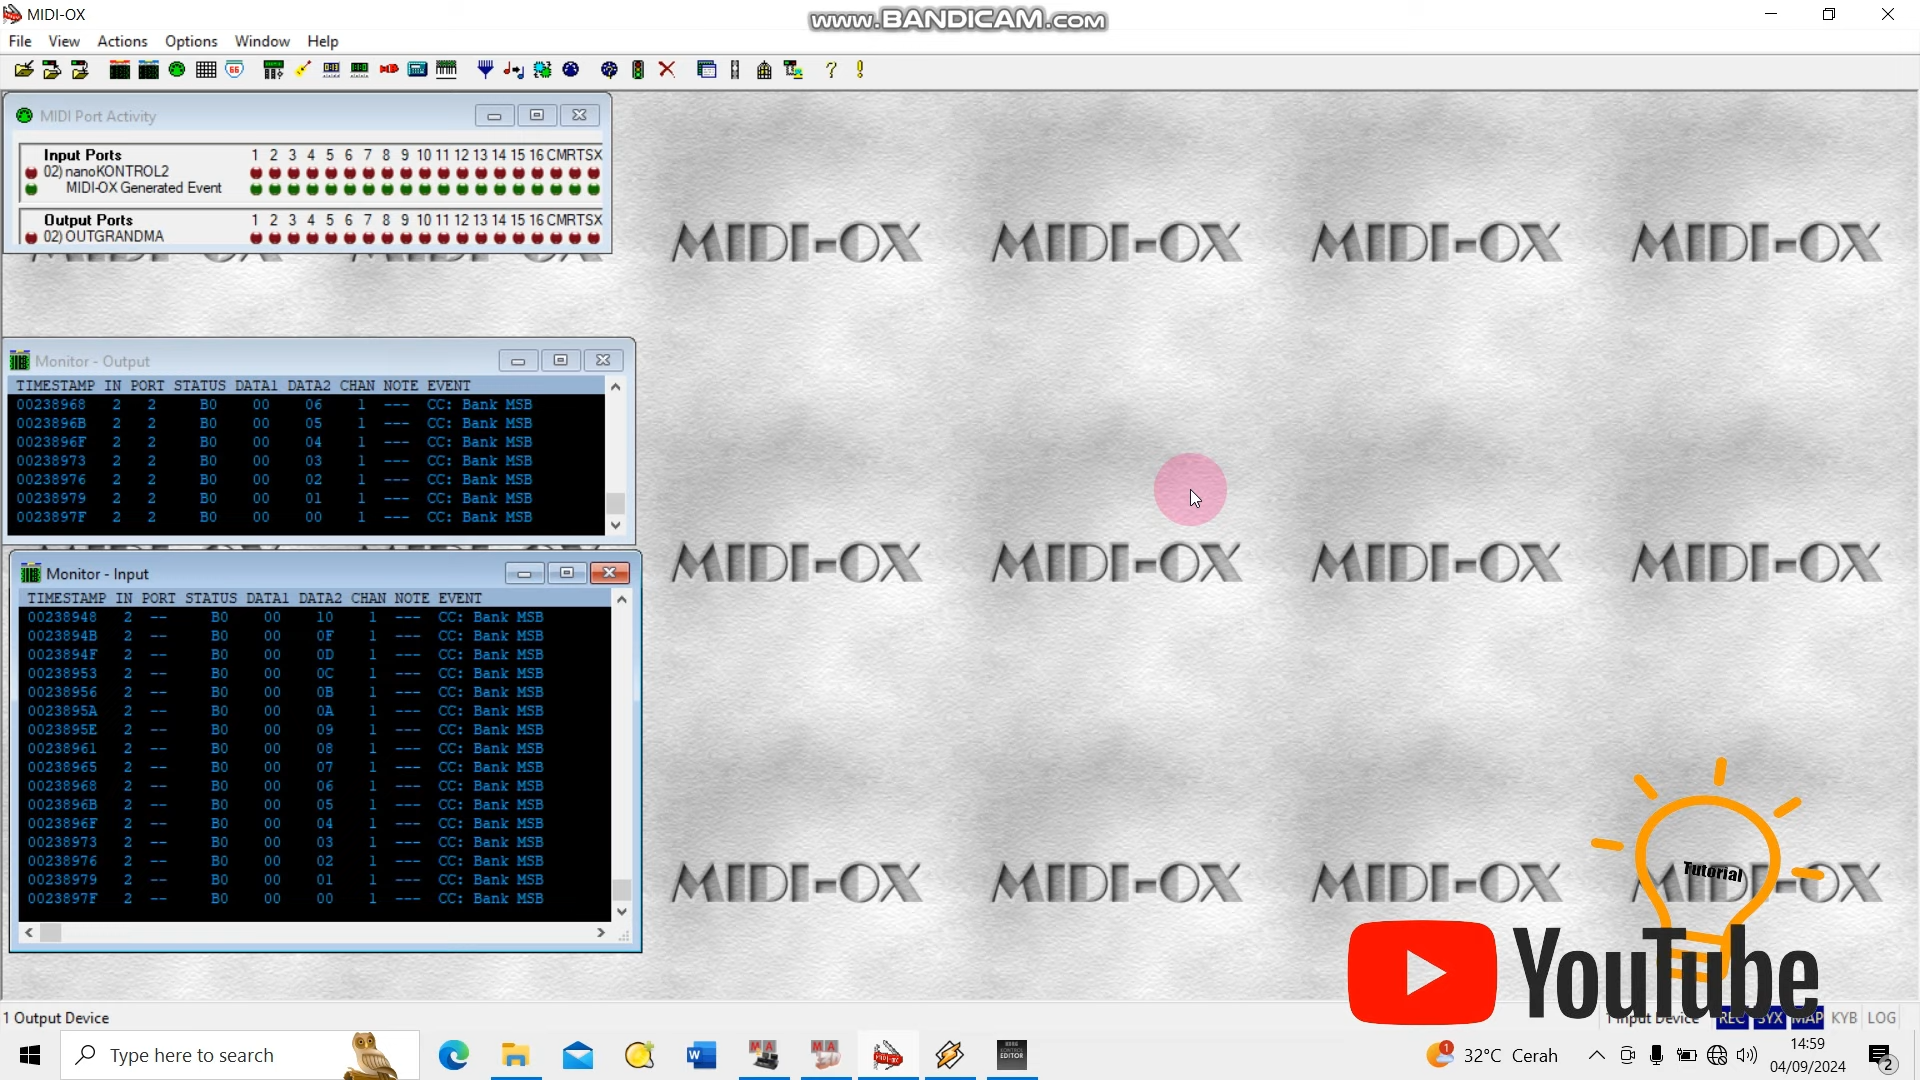 MIDI-OX
www.BANDICAM.com
File View Actions Options Window Help
66
MIDI Port Activity
Input Ports 1 2 3 4 5 6 7 8 9 10 11 12 13 14 15 16 CMRTSX
02) nanoKONTROL2
MIDI-OX Generated Event
Output Ports 1 2 3 4 5 6 7 8 9 10 11 12 13 14 15 16 CMRTSX
02) OUTGRANDMA
MIDI-OX MIDI-OX MIDI-OX MIDI-OX
Monitor - Output
TIMESTAMP IN PORT STATUS DATA1 DATA2 CHAN NOTE EVENT
00238968 2 2 B0 00 06 1 --- CC: Bank MSB
0023896B 2 2 B0 00 05 1 --- CC: Bank MSB
0023896F 2 2 B0 00 04 1 --- CC: Bank MSB
00238973 2 2 B0 00 03 1 --- CC: Bank MSB
00238976 2 2 B0 00 02 1 --- CC: Bank MSB
00238979 2 2 B0 00 01 1 --- CC: Bank MSB
0023897F 2 2 B0 00 00 1 --- CC: Bank MSB
MIDI-OX MIDI-OX MIDI-OX MIDI-OX
Monitor - Input
TIMESTAMP IN PORT STATUS DATA1 DATA2 CHAN NOTE EVENT
00238948 2 -- B0 00 10 1 --- CC: Bank MSB
0023894B 2 -- B0 00 0F 1 --- CC: Bank MSB
0023894F 2 -- B0 00 0D 1 --- CC: Bank MSB
00238953 2 -- B0 00 0C 1 --- CC: Bank MSB
00238956 2 -- B0 00 0B 1 --- CC: Bank MSB
0023895A 2 -- B0 00 0A 1 --- CC: Bank MSB
0023895E 2 -- B0 00 09 1 --- CC: Bank MSB
00238961 2 -- B0 00 08 1 --- CC: Bank MSB
00238965 2 -- B0 00 07 1 --- CC: Bank MSB
00238968 2 -- B0 00 06 1 --- CC: Bank MSB
0023896B 2 -- B0 00 05 1 --- CC: Bank MSB
0023896F 2 -- B0 00 04 1 --- CC: Bank MSB
00238973 2 -- B0 00 03 1 --- CC: Bank MSB
00238976 2 -- B0 00 02 1 --- CC: Bank MSB
00238979 2 -- B0 00 01 1 --- CC: Bank MSB
0023897F 2 -- B0 00 00 1 --- CC: Bank MSB
MIDI-OX MIDI-OX MIDI-OX MIDI-OX
Tutorial
YouTube
1 Output Device
1 Input Device REC SYX MAP KYB LOG
Type here to search
EDITOR
1 32°C Cerah
14:59
04/09/2024
2